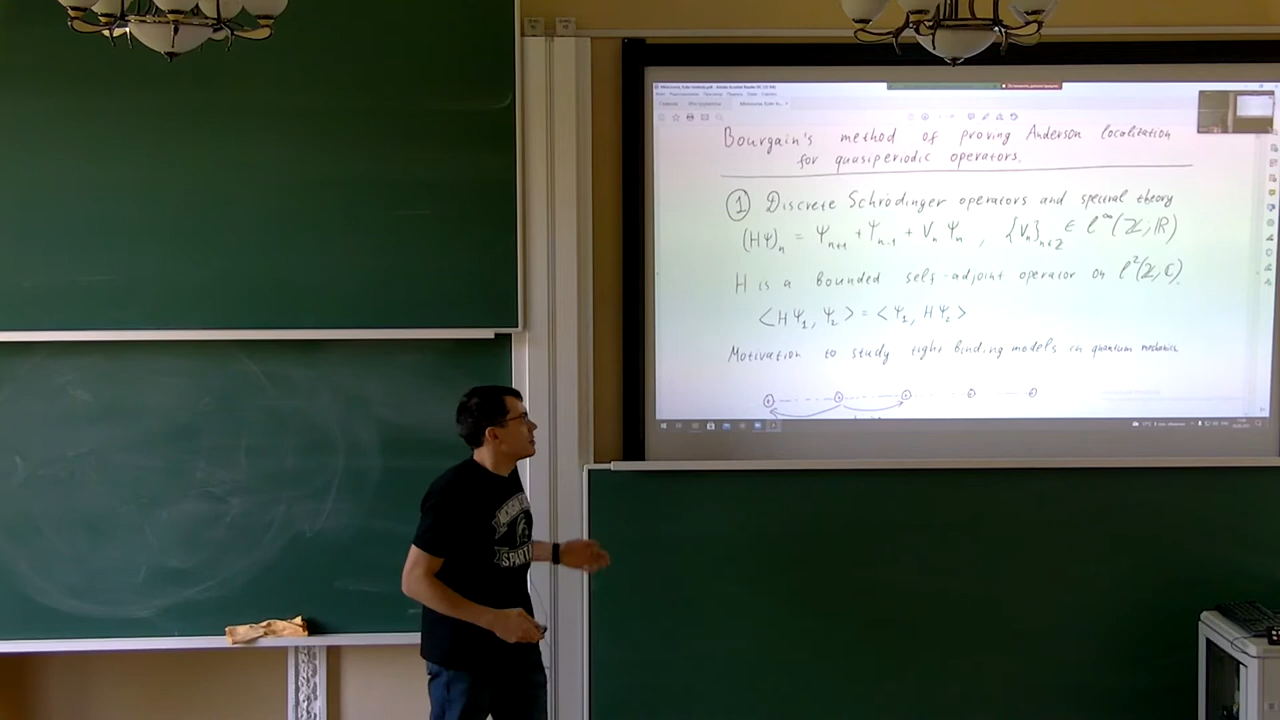 Bourgain's method of proving Anderson localization
for quasiperiodic operators.
① Discrete Schrödinger operators and spectral theory
(HΨ)ₙ = Ψₙ₊₁ + Ψₙ₋₁ + Vₙ Ψₙ , {Vₙ}ₙ∈ℤ ∈ ℓ^∞(ℤ; ℝ)
H is a bounded self-adjoint operator on ℓ²(ℤ; ℂ).
<HΨ₁, Ψ₂> = <Ψ₁, HΨ₂>
Motivation to study tight binding models in quantum mechanics
SPARTA